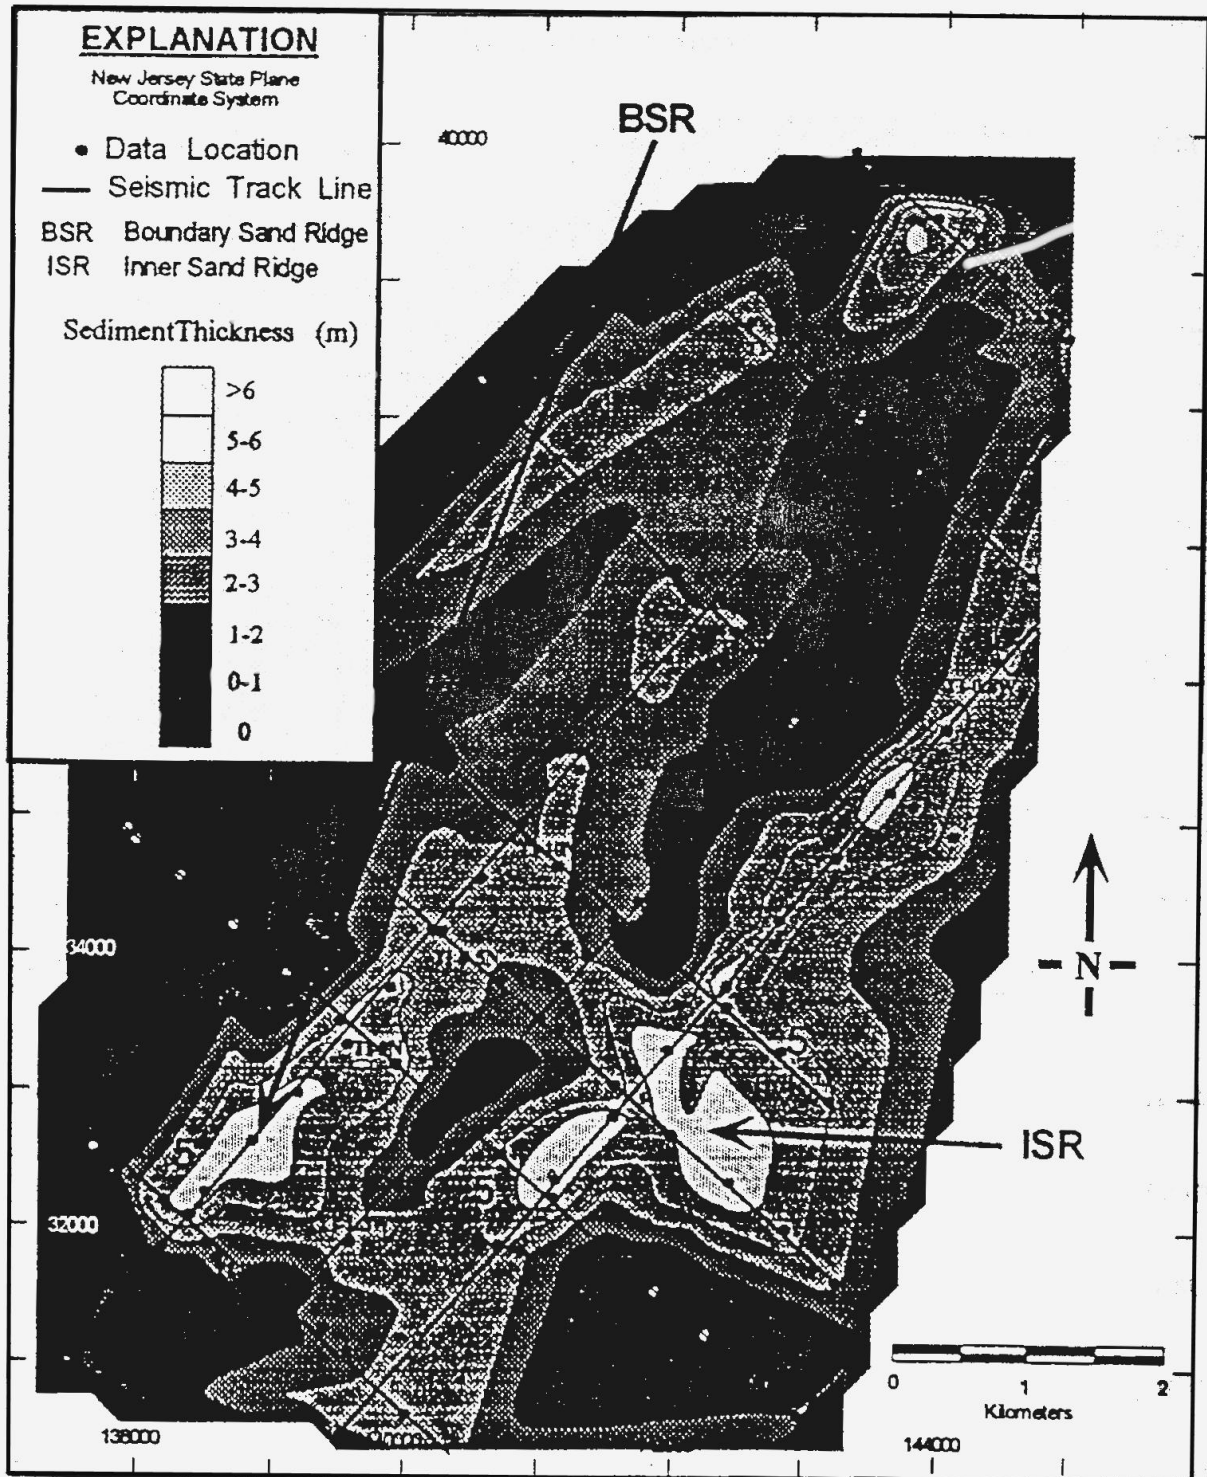 EXPLANATION
New Jersey State Plane
Coordinate System
Data Location
Seismic Track Line
BSR Boundary Sand Ridge
ISR Inner Sand Ridge
SedimentThickness (m)
>6
5-6
4-5
3-4
2-3
1-2
0-1
0
BSR
40000
34000
N
ISR
32000
0 1 2
Kilometers
138000
144000